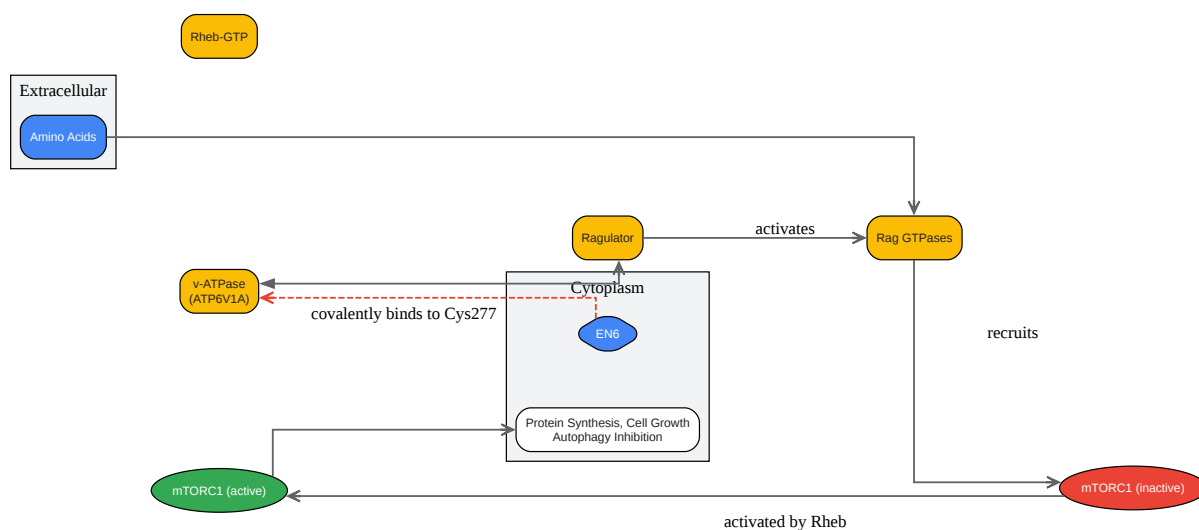 Rheb-GTP
Extracellular
Amino Acids
Ragulator
activates
Rag GTPases
v-ATPase
(ATP6V1A)
Cytoplasm
covalently binds to Cys277
EN6
recruits
Protein Synthesis, Cell Growth
Autophagy Inhibition
mTORC1 (active)
mTORC1 (inactive)
activated by Rheb